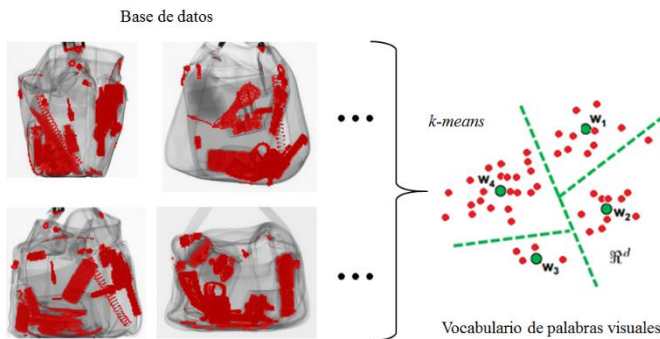 Base de datos
k-means
w1
w4
w2
w3
ℜd
Vocabulario de palabras visuales